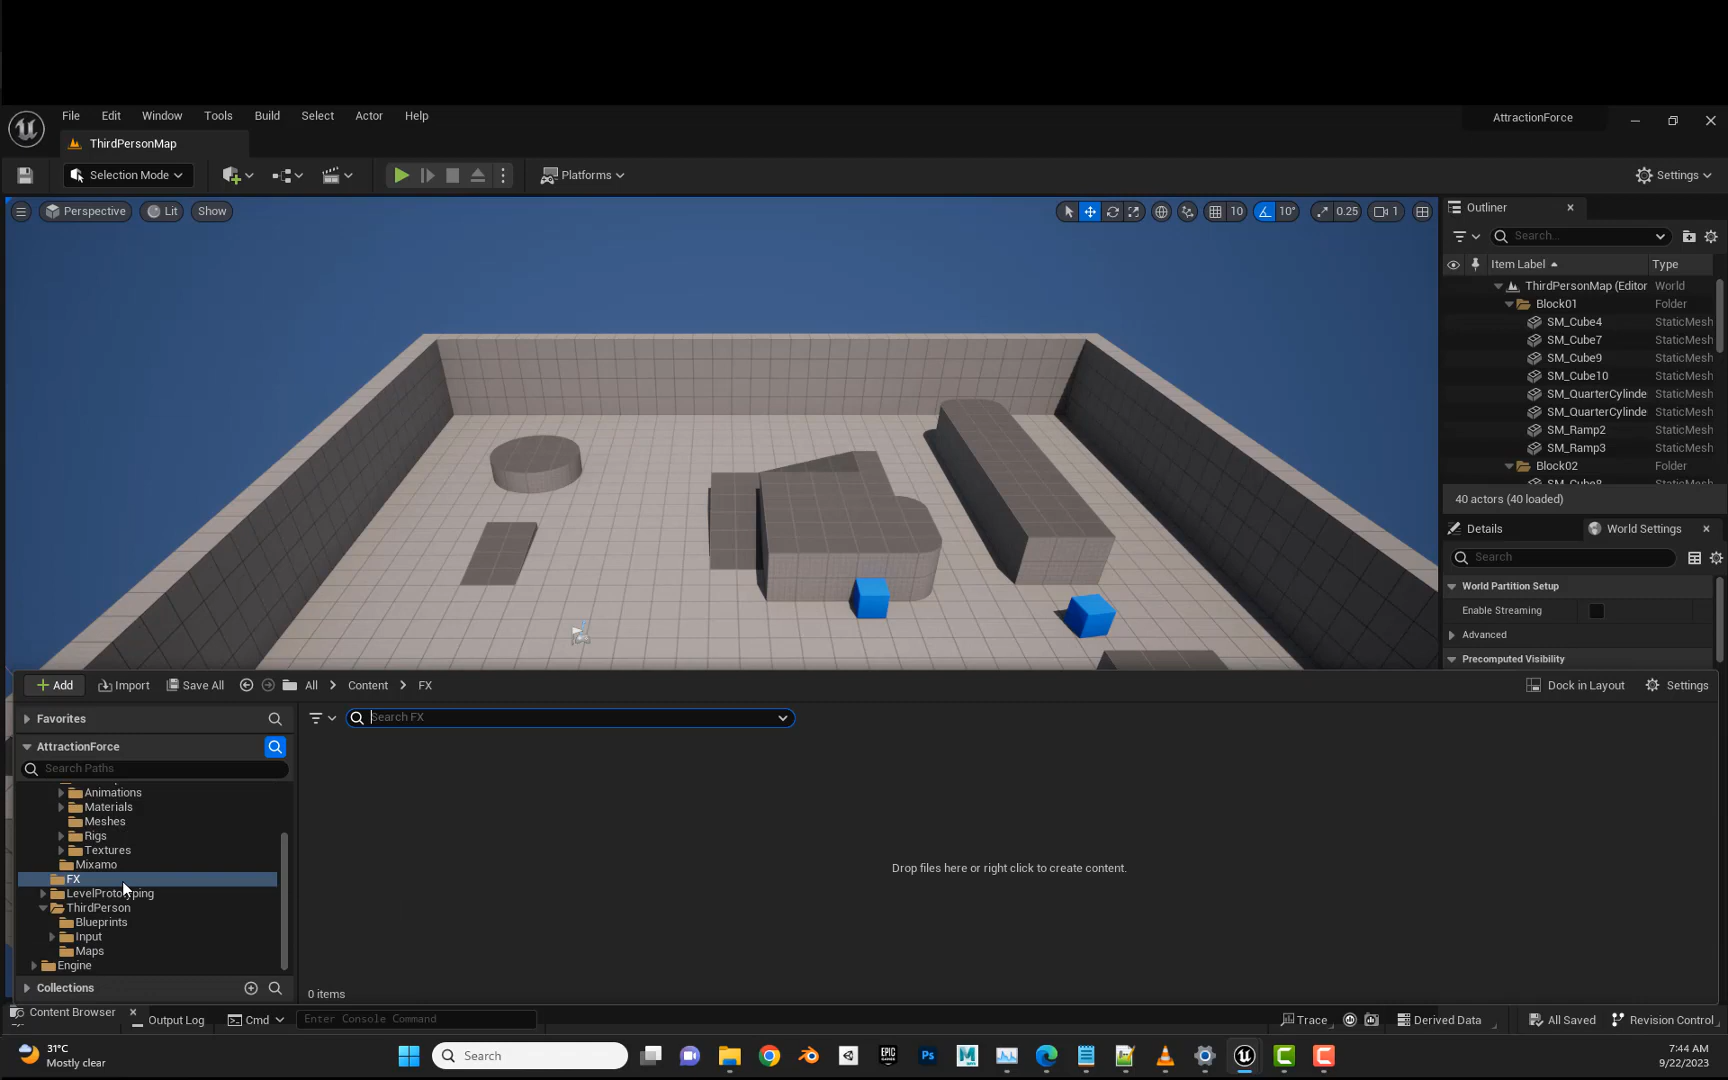 File Edit Window Tools Build Select Actor Help
AttractionForce
ThirdPersonMap
Selection Mode
Platforms
Settings
Perspective
Lit
Show
10
10°
0.25
1
Outliner
Search...
Item Label
Type
ThirdPersonMap (Editor
World
Block01
Folder
SM_Cube4
StaticMesh
SM_Cube7
StaticMesh
SM_Cube9
StaticMesh
SM_Cube10
StaticMesh
SM_QuarterCylinde
StaticMesh
SM_QuarterCylinde
StaticMesh
SM_Ramp2
StaticMesh
SM_Ramp3
StaticMesh
Block02
Folder
40 actors (40 loaded)
Details
World Settings
Search
World Partition Setup
Enable Streaming
Advanced
Precomputed Visibility
Add
Import
Save All
All
Content
FX
Dock in Layout
Settings
Favorites
Search FX
AttractionForce
Search Paths
Animations
Materials
Meshes
Rigs
Textures
Mixamo
FX
LevelPrototyping
ThirdPerson
Blueprints
Input
Maps
Engine
Drop files here or right click to create content.
Collections
0 items
Content Browser
Output Log
Cmd
Enter Console Command
Trace
Derived Data
All Saved
Revision Control
31°C
Mostly clear
Search
EPIC
GAMES
Ps
M
7:44 AM
9/22/2023